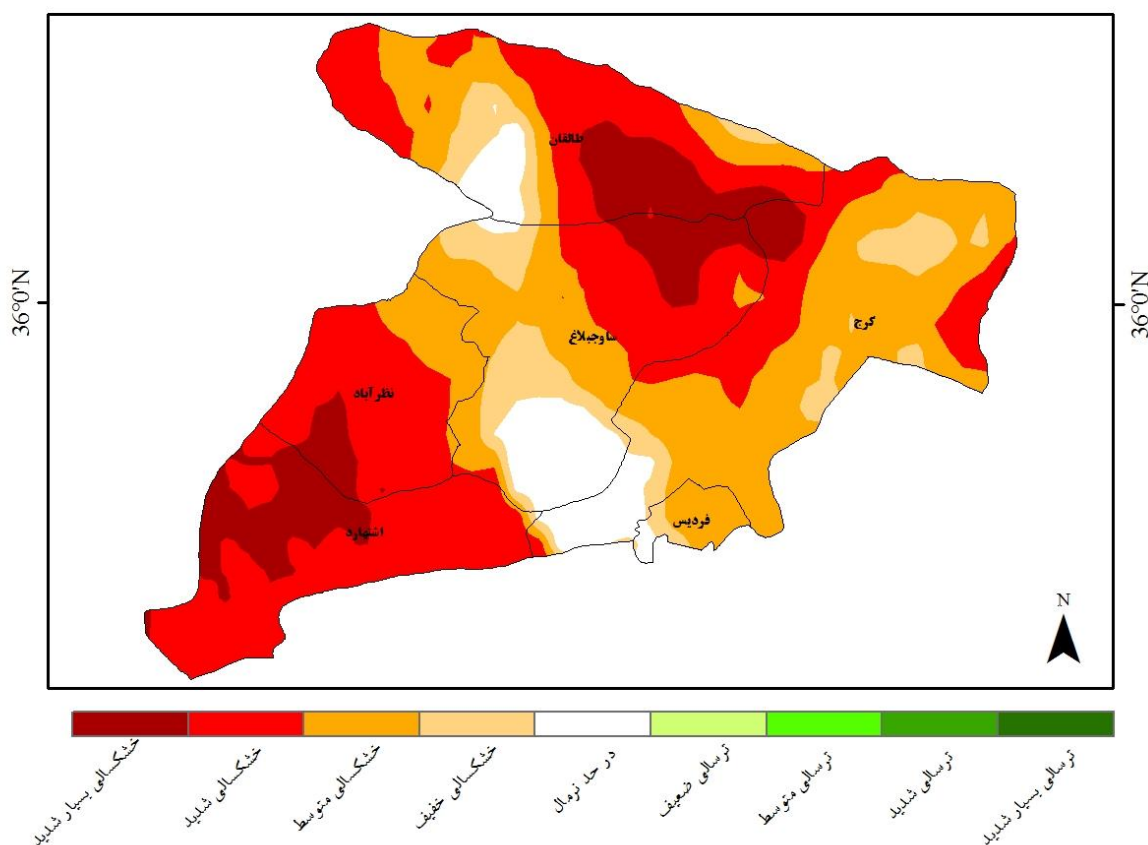 طالقان
36°0'N
36°0'N
کرج
ساوجبلاغ
نظرآباد
فردیس
اشتهارد
N
خشکسالی بسیار شدید
خشکسالی شدید
خشکسالی متوسط
خشکسالی خفیف
در حد نرمال
ترسالی ضعیف
ترسالی متوسط
ترسالی شدید
ترسالی بسیار شدید